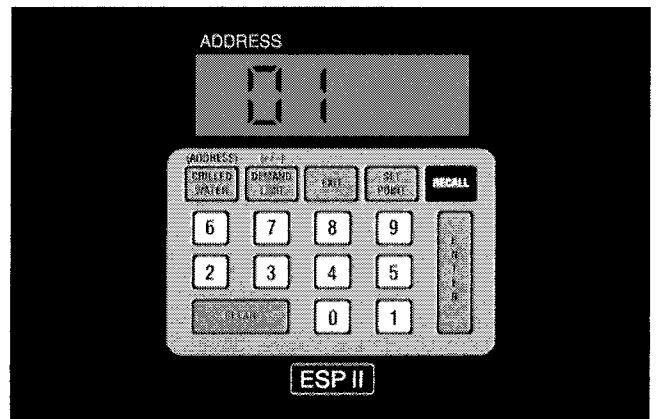 ADDRESS
01
(ADDRESS) (+/-)
CHILLED WATER DEMAND LIMIT EXIT SET POINT RECALL
6 7 8 9
2 3 4 5 ENTER
CLEAR 0 1
ESP II